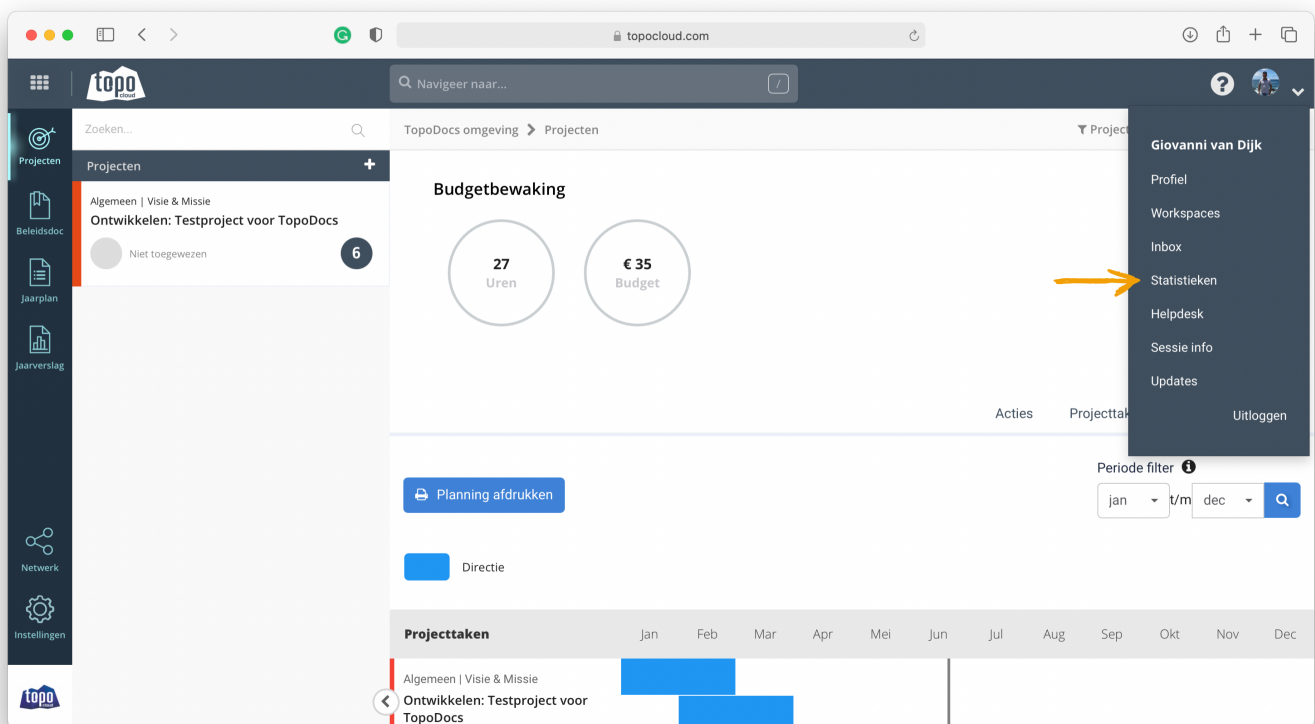 topocloud.com
topo
cloud
Navigeer naar...
/
?
Projecten
Beleidsdoc
Jaarplan
Jaarverslag
Netwerk
Instellingen
topo
cloud
Zoeken...
Projecten
+
Algemeen | Visie & Missie
Ontwikkelen: Testproject voor TopoDocs
Niet toegewezen
6
TopoDocs omgeving > Projecten
Budgetbewaking
27
Uren
€ 35
Budget
Giovanni van Dijk
Profiel
Workspaces
Inbox
Statistieken
Helpdesk
Sessie info
Updates
Uitloggen
Acties
Planning afdrukken
Periode filter
jan t/m dec
Directie
Projecttaken Jan Feb Mar Apr Mei Jun Jul Aug Sep Okt Nov Dec
Algemeen | Visie & Missie
Ontwikkelen: Testproject voor
TopoDocs